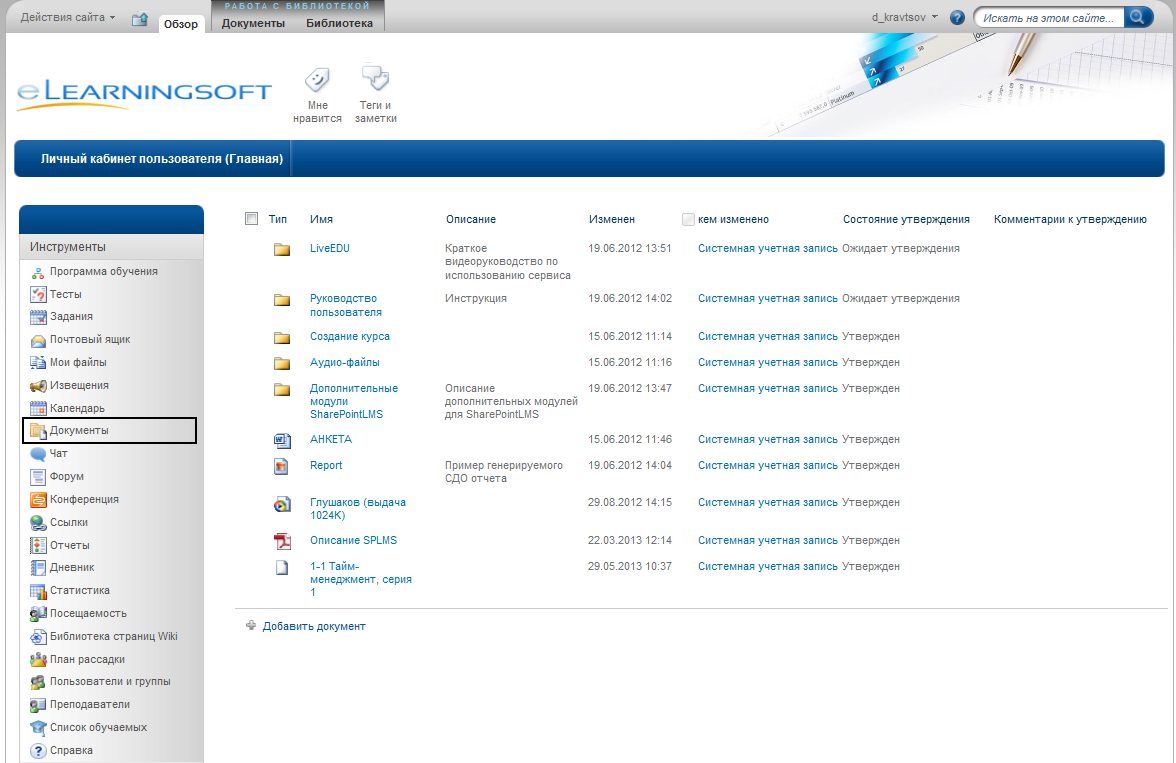 Действия сайта
Обзор
РАБОТА С БИБЛИОТЕКОЙ
Документы
Библиотека
d_kravtsov
Искать на этом сайте...
eLearningsoft
Мне
нравится
Теги и
заметки
Platinum
Личный кабинет пользователя (Главная)
Инструменты
Программа обучения
Тесты
Задания
Почтовый ящик
Мои файлы
Извещения
Календарь
Документы
Чат
Форум
Конференция
Ссылки
Отчеты
Дневник
Статистика
Посещаемость
Библиотека страниц Wiki
План рассадки
Пользователи и группы
Преподаватели
Список обучаемых
Справка
Тип Имя Описание Изменен кем изменено Состояние утверждения Комментарии к утверждению
LiveEDU Краткое 19.06.2012 13:51 Системная учетная запись Ожидает утверждения
видеоруководство по
использованию сервиса
Руководство Инструкция 19.06.2012 14:02 Системная учетная запись Ожидает утверждения
пользователя
Создание курса 15.06.2012 11:14 Системная учетная запись Утвержден
Аудио-файлы 15.06.2012 11:16 Системная учетная запись Утвержден
Дополнительные Описание 19.06.2012 13:47 Системная учетная запись Утвержден
модули дополнительных модулей
SharePointLMS для SharePointLMS
АНКЕТА 15.06.2012 11:46 Системная учетная запись Утвержден
Report Пример генерируемого 19.06.2012 14:04 Системная учетная запись Утвержден
СДО отчета
Глушаков (выдача 29.08.2012 14:15 Системная учетная запись Утвержден
1024К)
Описание SPLMS 22.03.2013 12:14 Системная учетная запись Утвержден
1-1 Тайм- 29.05.2013 10:37 Системная учетная запись Утвержден
менеджмент, серия
1
Добавить документ